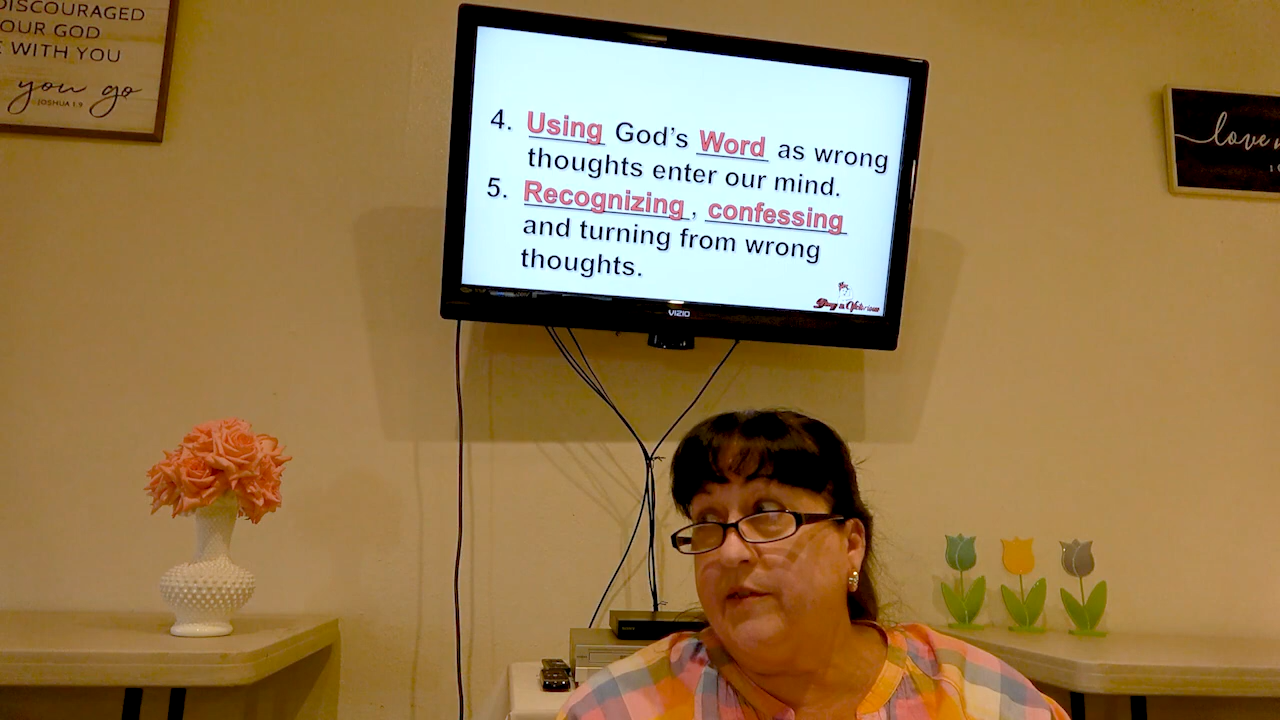 DISCOURAGED
OUR GOD
WITH YOU
you go
JOSHUA 1:9
4. Using God's Word as wrong
thoughts enter our mind.
5. Recognizing, confessing
and turning from wrong
thoughts.
VIZIO
love